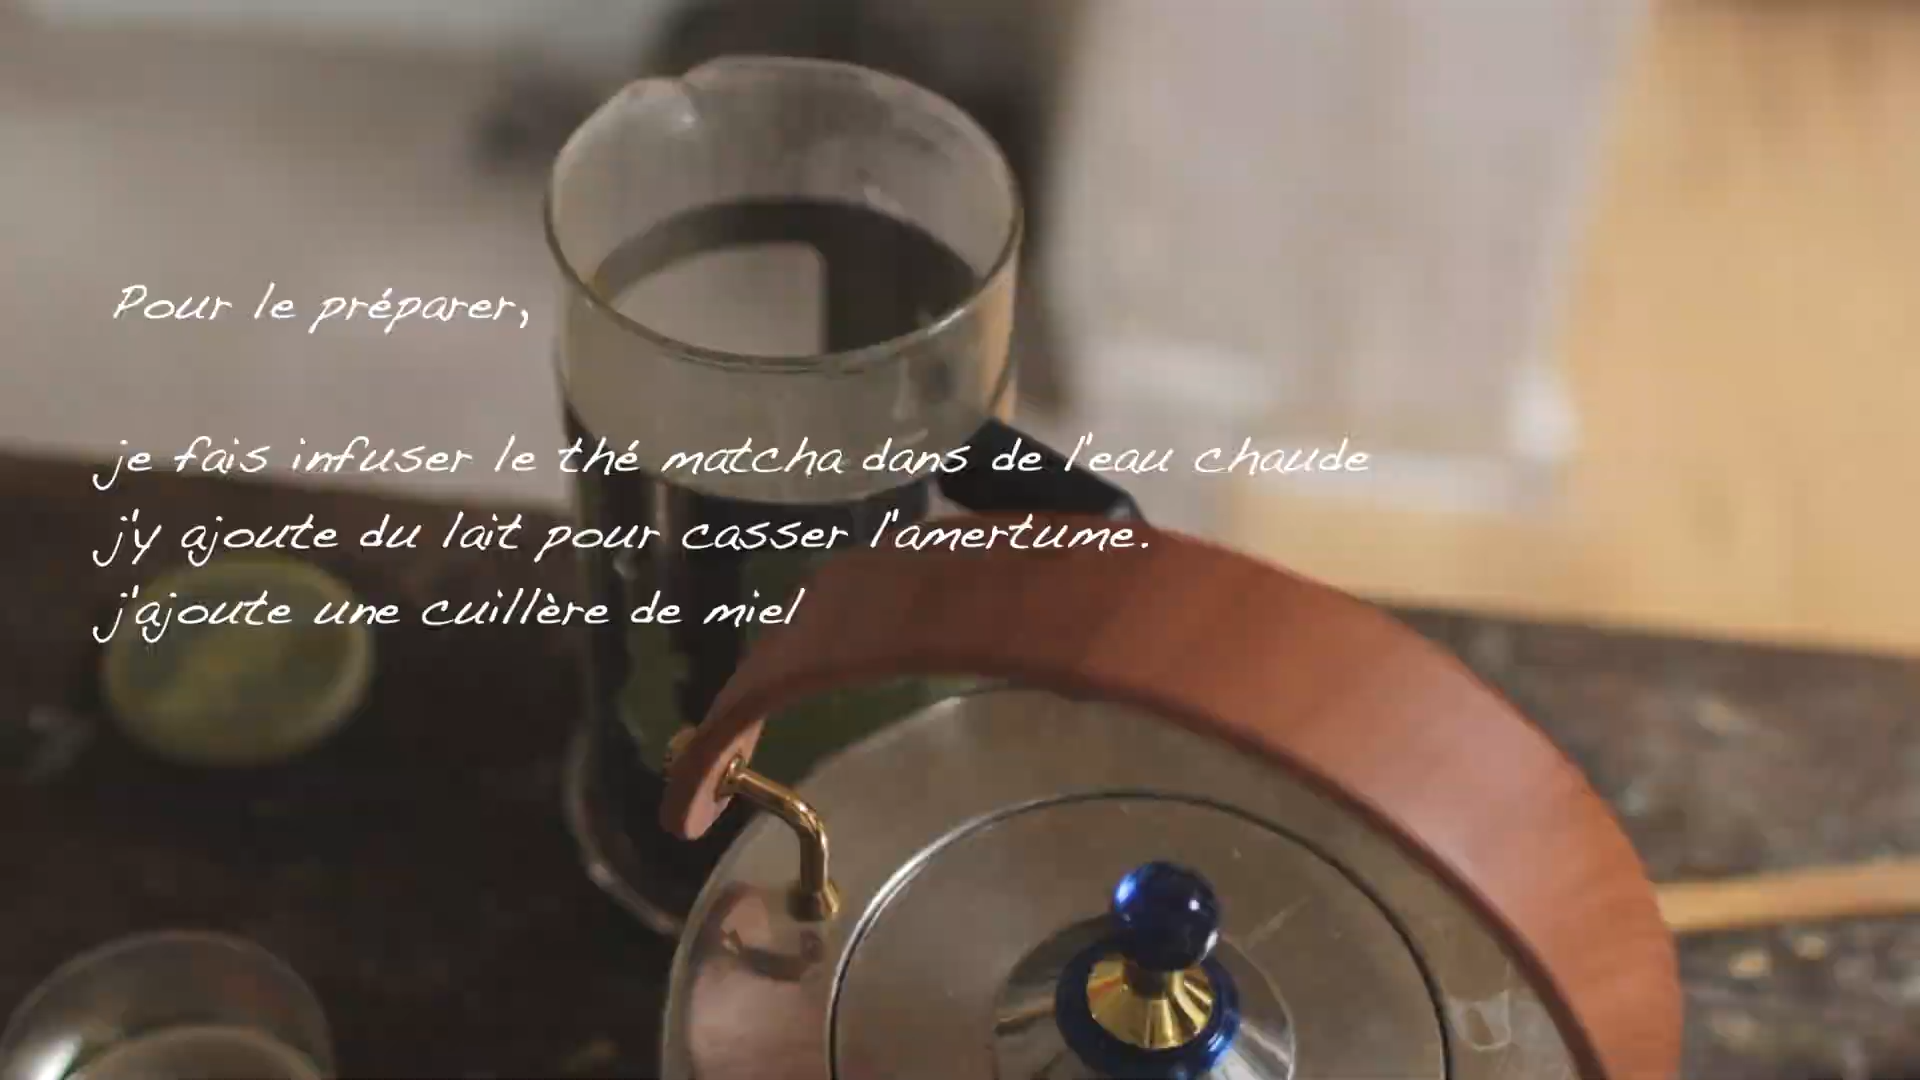 Pour le préparer,
je fais infuser le thé matcha dans de l'eau chaude
j'y ajoute du lait pour casser l'amertume.
j'ajoute une cuillère de miel